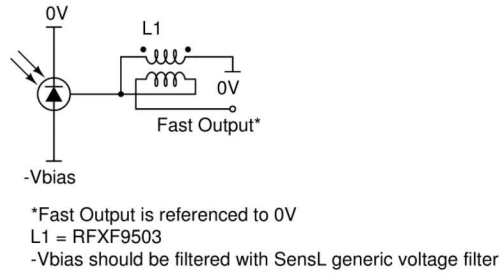 0V
L1
0V
Fast Output*
-Vbias
*Fast Output is referenced to 0V
L1 = RFXF9503
-Vbias should be filtered with SensL generic voltage filter